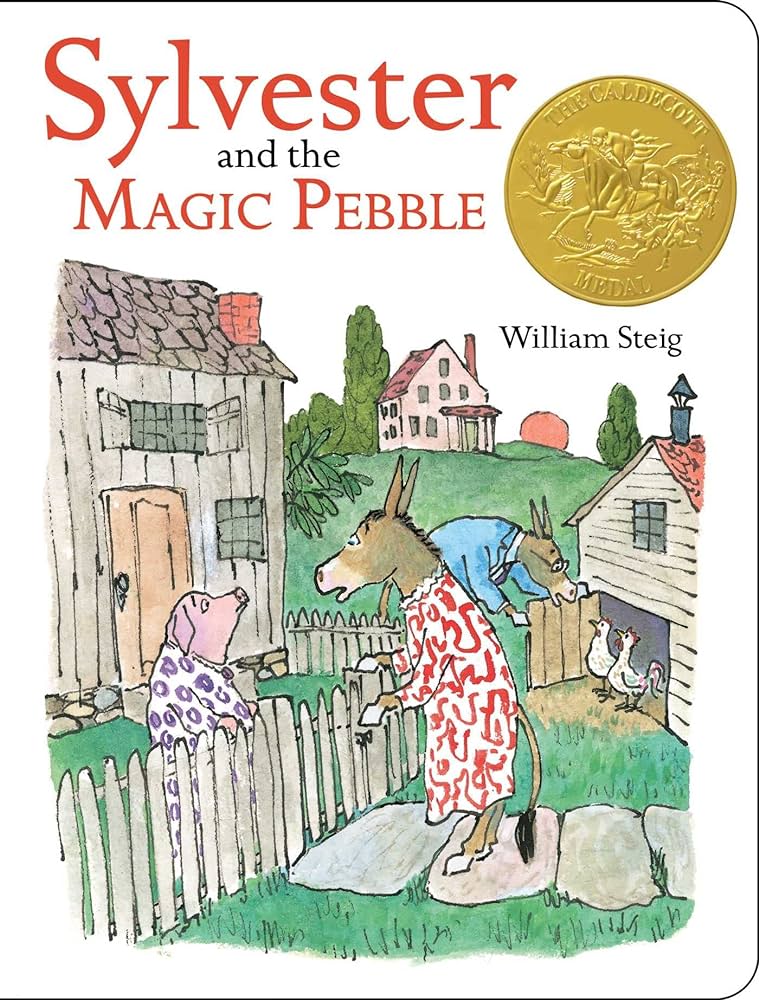 Sylvester
and the
MAGIC PEBBLE
THE CALDECOTT
MEDAL
William Steig